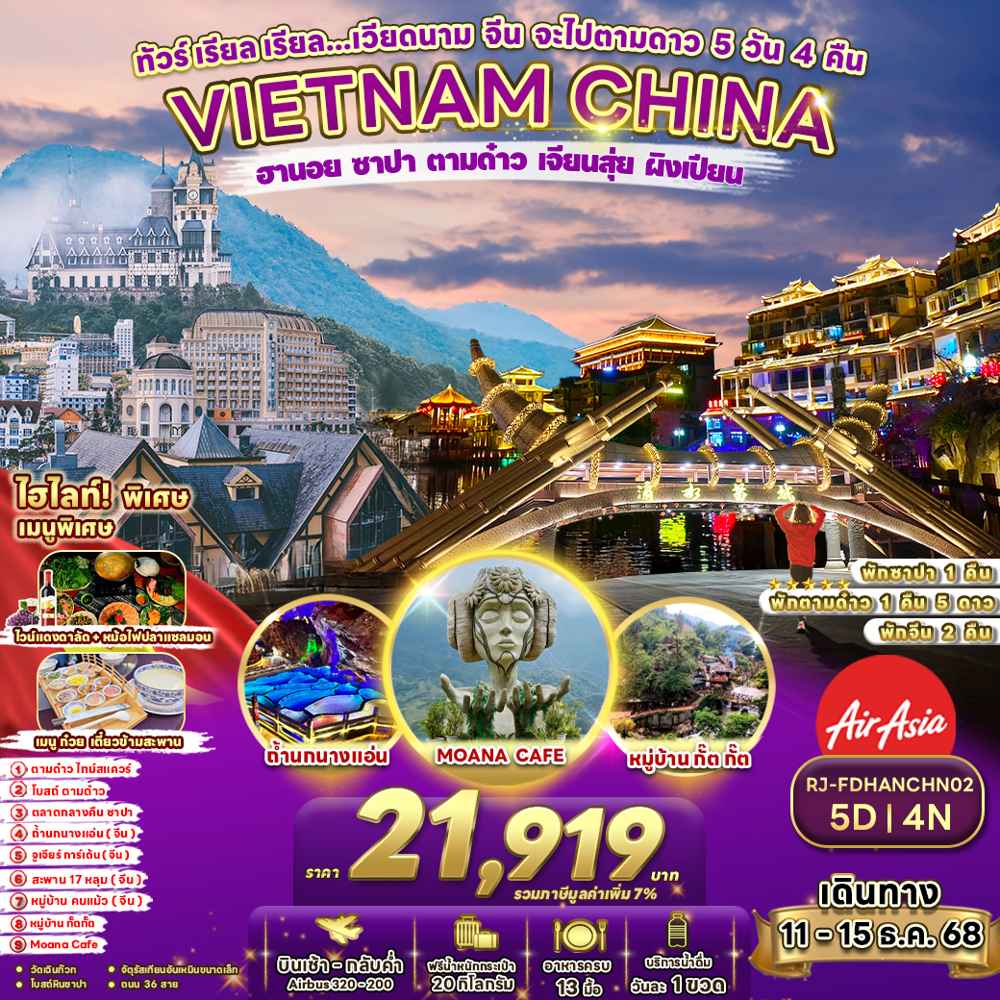 ทัวร์ เรียล เรียล...เวียดนาม จีน จะไปตามดาว 5 วัน 4 คืน
VIETNAM CHINA
ฮานอย ซาปา ตามด๋าว เจียนสุ่ย ผิงเปียน
ไฮไลท์! พิเศษ
เมนูพิเศษ
ไวน์แดงดาลัด+หม้อไฟปลาแซลมอน
เมนู ก๋วย เตี๋ยวข้ามสะพาน
พักซาปา 1 คืน
พักตามด๋าว 1 คืน 5 ดาว
พักจีน 2 คืน
ถ้ำนกนางแอ่น
MOANA CAFE
หมู่บ้าน กั๊ต กั๊ต
AirAsia
RJ-FDHANCHN02
5D | 4N
1 ตามด๋าว ไทม์สแควร์
2 โบสถ์ ตามด๋าว
3 ตลาดกลางคืน ซาปา
4 ถ้ำนกนางแอ่น ( จีน )
5 จูเจียร์ การ์เด้น ( จีน )
6 สะพาน 17 หลุม ( จีน )
7 หมู่บ้าน คนแม้ว ( จีน )
8 หมู่บ้าน กั๊ตกั๊ต
9 Moana Cafe
• วัดเฉินก๊วก • จัตุรัสเทียนอันเหมินขนาดเล็ก
• โบสถ์หินซาปา • ถนน 36 สาย
ราคา 21,919 บาท
รวมภาษีมูลค่าเพิ่ม 7%
บินเช้า - กลับค่ำ
Airbus 320 - 200
ฟรีน้ำหนักกระเป๋า
20 กิโลกรัม
อาหารครบ
13 มื้อ
บริการน้ำดื่ม
วันละ 1 ขวด
เดินทาง
11 - 15 ธ.ค. 68